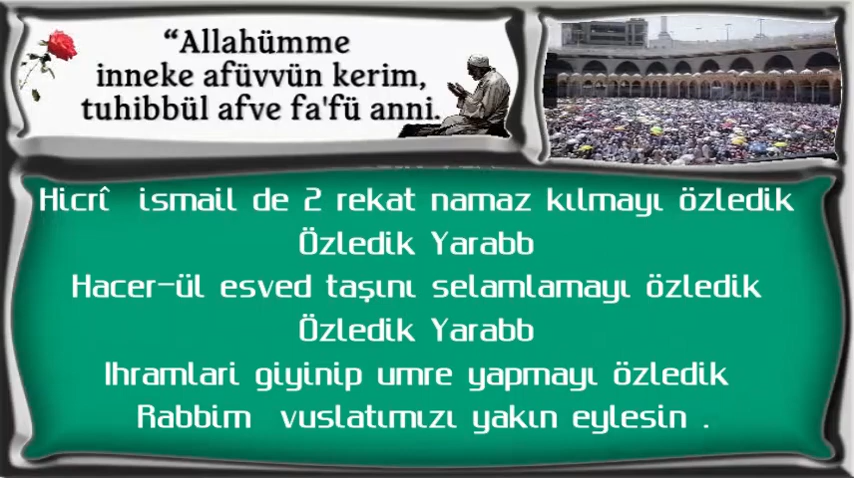 “Allahümme
inneke afüvvün kerim,
tuhibbül afve fa'fü anni.
Hicrî ismail de 2 rekat namaz kılmayı özledik
Özledik Yarabb
Hacer-ül esved taşını selamlamayı özledik
Özledik Yarabb
Ihramlari giyinip umre yapmayı özledik
Rabbim vuslatımızı yakın eylesin .